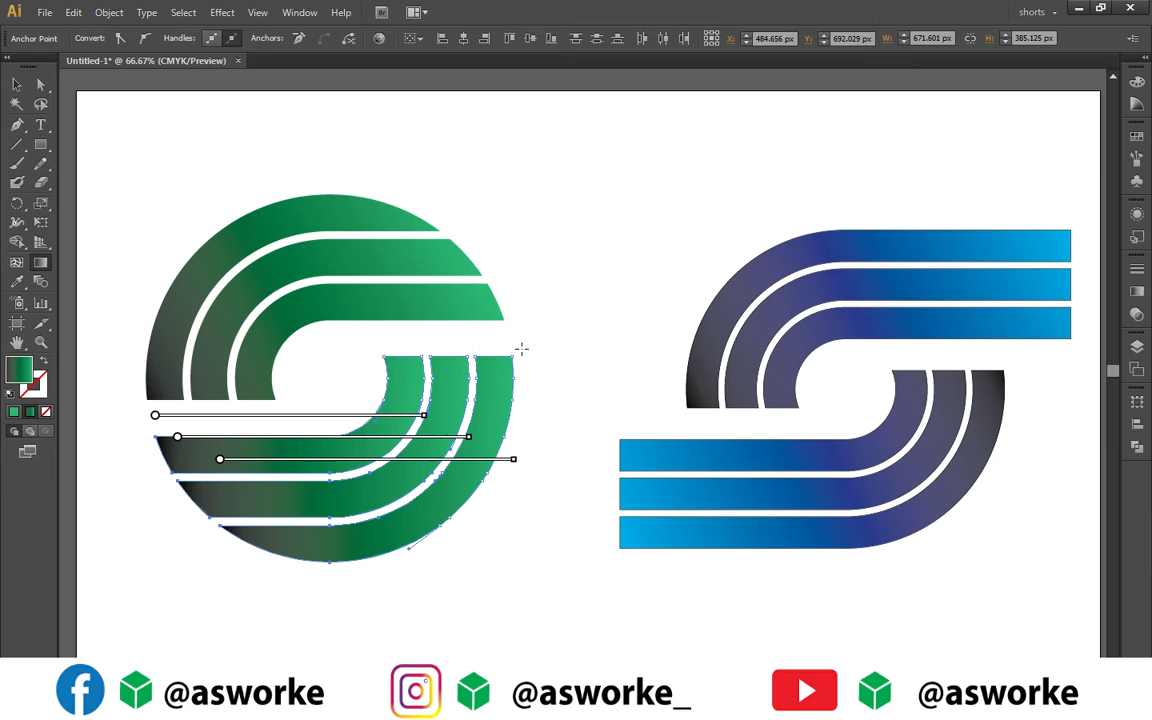 Ai File Edit Object Type Select Effect View Window Help Br shorts
Anchor Point Convert: Handles: Anchors: X: 484.656 px Y: 692.029 px W: 671.601 px H: 385.125 px
Untitled-1* @ 66.67% (CMYK/Preview) ×
T
@asworke @asworke_ @asworke